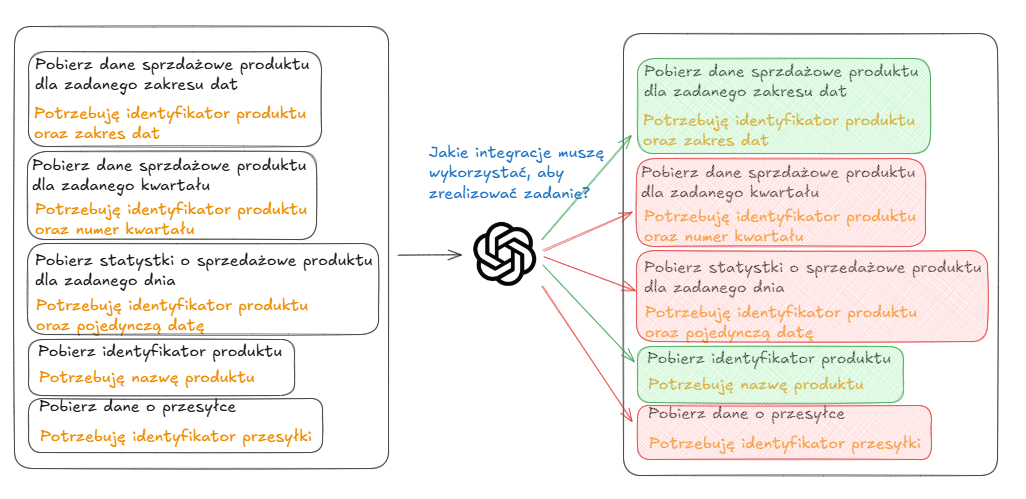 Pobierz dane sprzdażowe produktu
dla zadanego zakresu dat
Potrzebuję identyfikator produktu
oraz zakres dat
Pobierz dane sprzdażowe produktu
dla zadanego kwartału
Potrzebuję identyfikator produktu
oraz numer kwartału
Pobierz statystki o sprzedażowe produktu
dla zadanego dnia
Potrzebuję identyfikator produktu
oraz pojedynczą datę
Pobierz identyfikator produktu
Potrzebuję nazwę produktu
Pobierz dane o przesyłce
Potrzebuję identyfikator przesyłki
Jakie integracje muszę
wykorzystać, aby
zrealizować zadanie?
Pobierz dane sprzdażowe produktu
dla zadanego zakresu dat
Potrzebuję identyfikator produktu
oraz zakres dat
Pobierz dane sprzdażowe produktu
dla zadanego kwartału
Potrzebuję identyfikator produktu
oraz numer kwartału
Pobierz statystki o sprzedażowe produktu
dla zadanego dnia
Potrzebuję identyfikator produktu
oraz pojedynczą datę
Pobierz identyfikator produktu
Potrzebuję nazwę produktu
Pobierz dane o przesyłce
Potrzebuję identyfikator przesyłki